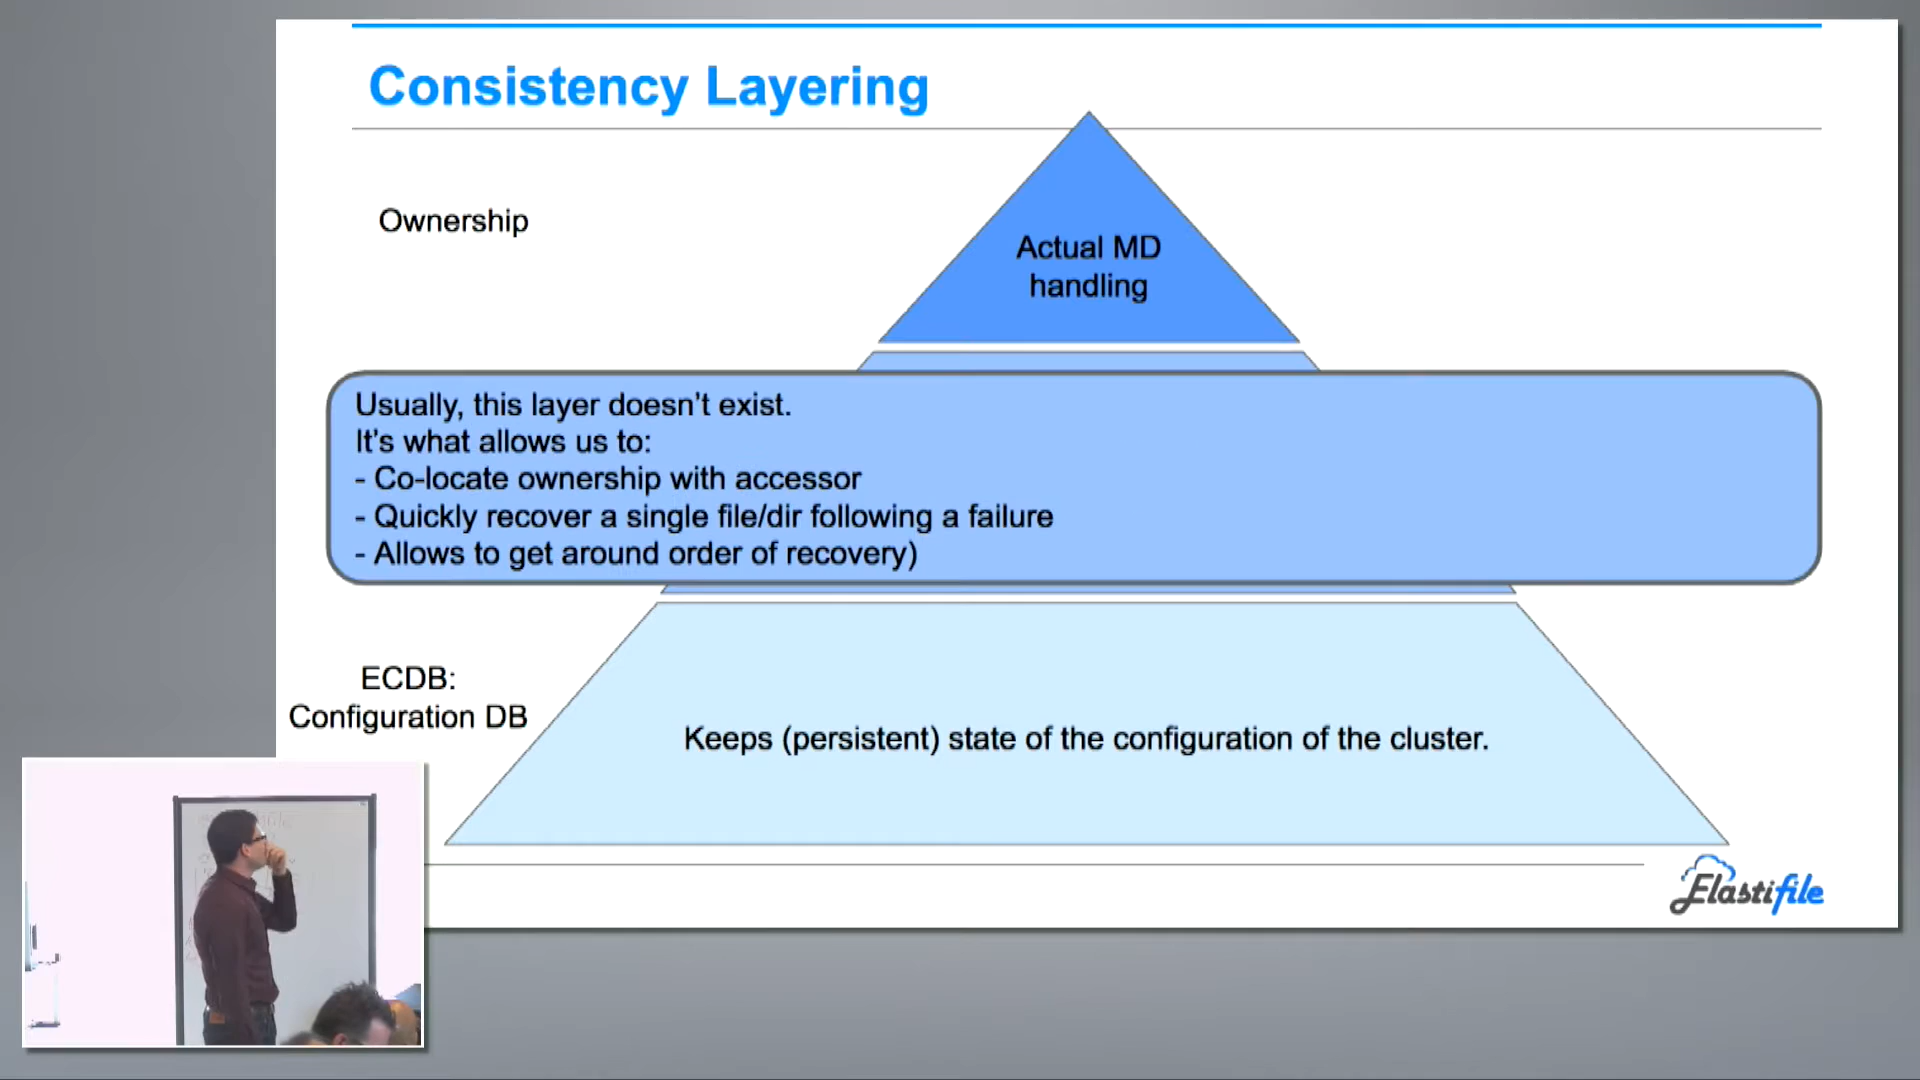 Consistency Layering
Ownership
Actual MD
handling
Usually, this layer doesn't exist.
It's what allows us to:
- Co-locate ownership with accessor
- Quickly recover a single file/dir following a failure
- Allows to get around order of recovery)
ECDB:
Configuration DB
Keeps (persistent) state of the configuration of the cluster.
Elastifile